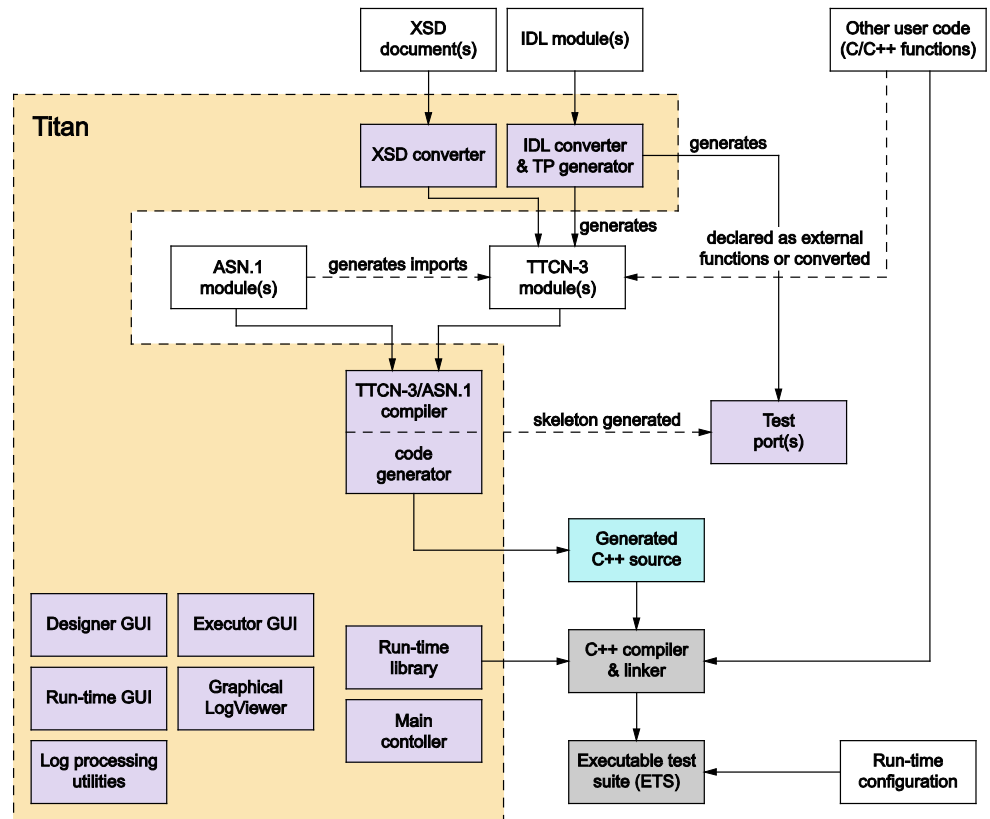 XSD
document(s)
IDL module(s)
Other user code
(C/C++ functions)
Titan
XSD converter
IDL converter
& TP generator
generates
generates
declared as external
functions or converted
ASN.1
module(s)
generates imports
TTCN-3
module(s)
TTCN-3/ASN.1
compiler
code
generator
skeleton generated
Test
port(s)
Generated
C++ source
Designer GUI
Executor GUI
Run-time
library
C++ compiler
& linker
Run-time GUI
Graphical
LogViewer
Main
contoller
Log processing
utilities
Executable test
suite (ETS)
Run-time
configuration